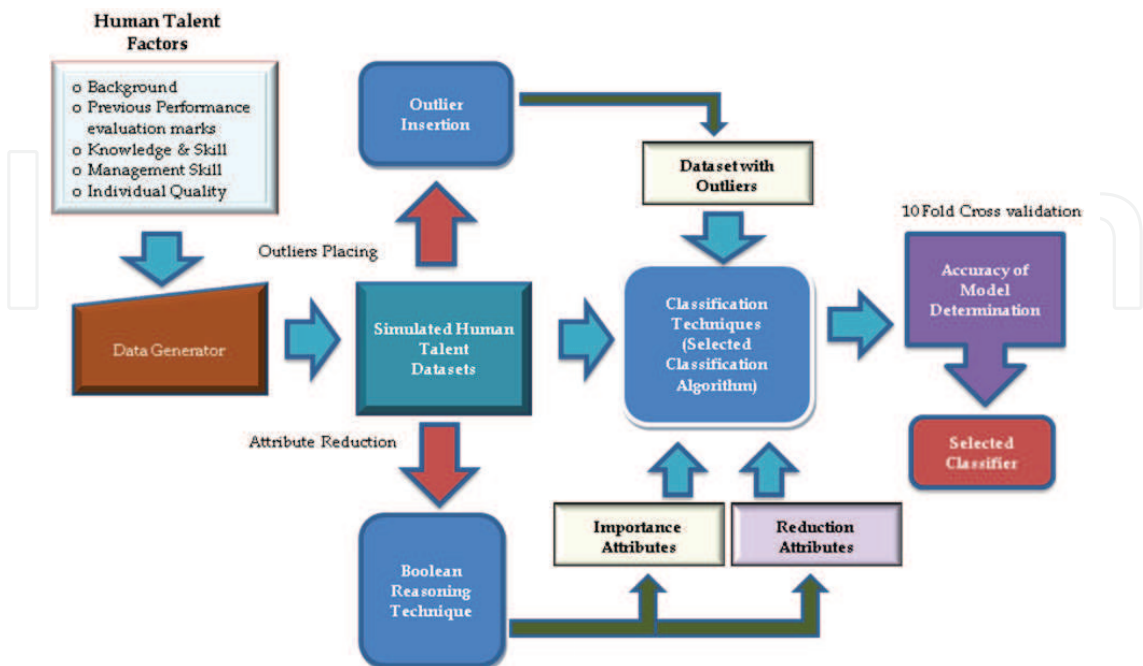 Human Talent
Factors
o Background
o Previous Performance
evaluation marks
o Knowledge & Skill
o Management Skill
o Individual Quality
Outlier
Insertion
Dataset with
Outliers
10 Fold Cross validation
Outliers Placing
Data Generator
Simulated Human
Talent
Datasets
Classification
Techniques
(Selected
Classification
Algorithm)
Accuracy of
Model
Determination
Attribute Reduction
Selected
Classifier
Boolean
Reasoning
Technique
Importance
Attributes
Reduction
Attributes